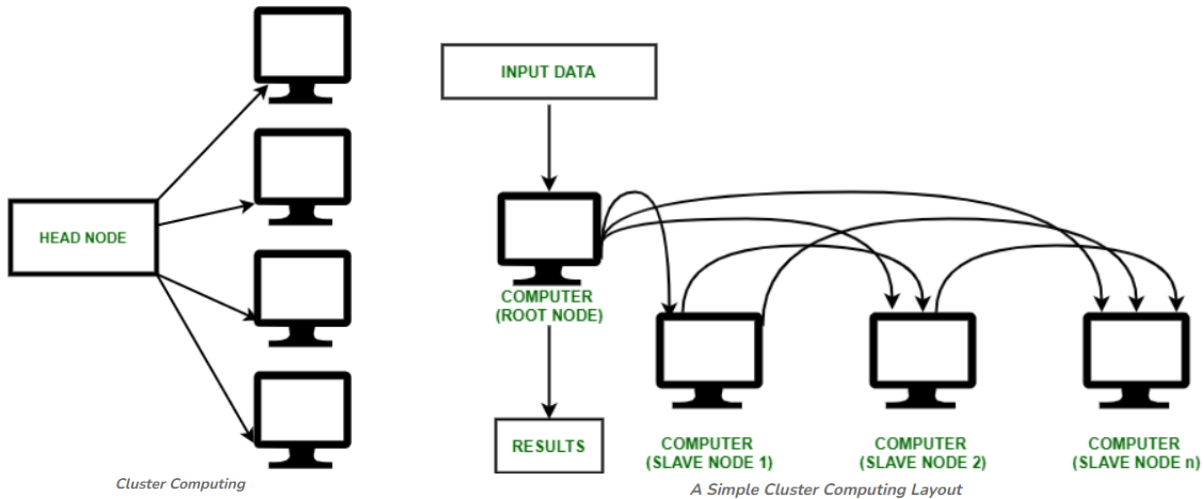 HEAD NODE
Cluster Computing
INPUT DATA
COMPUTER
(ROOT NODE)
RESULTS
COMPUTER
(SLAVE NODE 1)
COMPUTER
(SLAVE NODE 2)
COMPUTER
(SLAVE NODE n)
A Simple Cluster Computing Layout